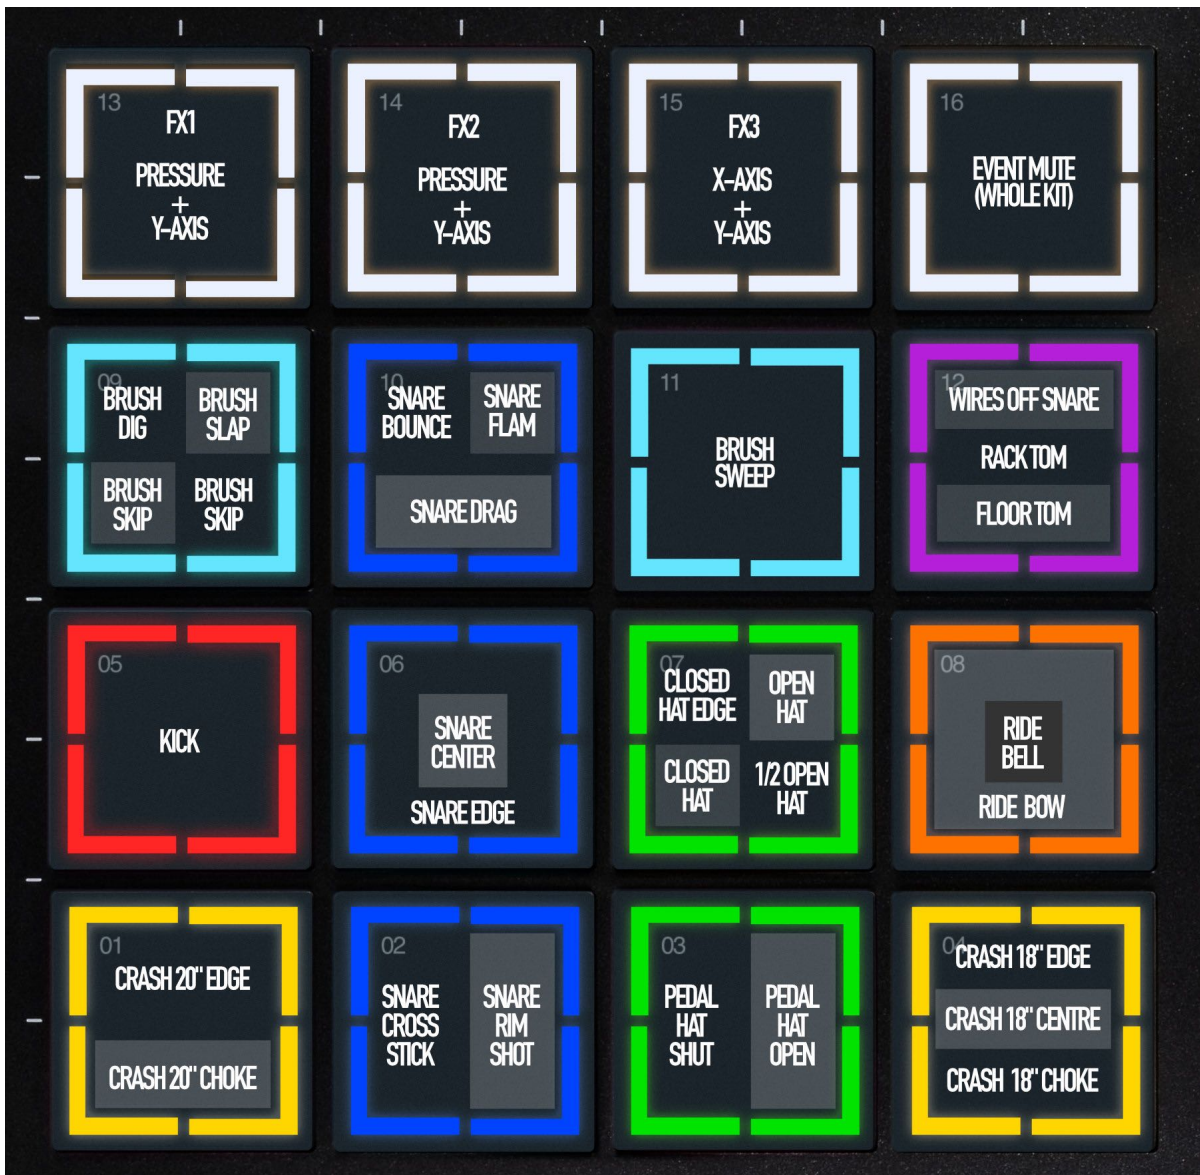 13
FX1
PRESSURE
+
Y-AXIS
14
FX2
PRESSURE
+
Y-AXIS
15
FX3
X-AXIS
+
Y-AXIS
16
EVENT MUTE
(WHOLE KIT)
09
BRUSH
DIG
BRUSH
SLAP
BRUSH
SKIP
BRUSH
SKIP
10
SNARE
BOUNCE
SNARE
FLAM
SNARE DRAG
11
BRUSH
SWEEP
12
WIRES OFF SNARE
RACK TOM
FLOOR TOM
05
KICK
06
SNARE
CENTER
SNARE EDGE
07
CLOSED
HAT EDGE
OPEN
HAT
CLOSED
HAT
1/2 OPEN
HAT
08
RIDE
BELL
RIDE BOW
01
CRASH 20" EDGE
CRASH 20" CHOKE
02
SNARE
CROSS
STICK
SNARE
RIM
SHOT
03
PEDAL
HAT
SHUT
PEDAL
HAT
OPEN
04
CRASH 18" EDGE
CRASH 18" CENTRE
CRASH 18" CHOKE